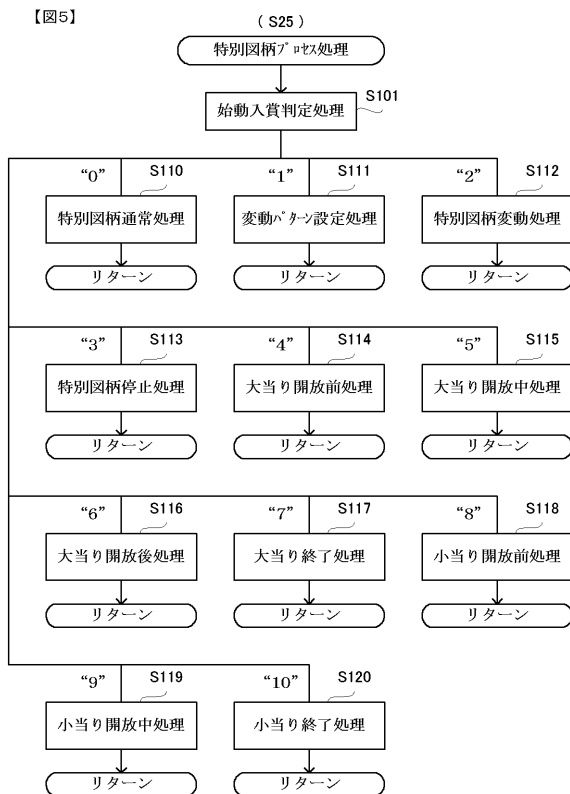 【図5】
( S25 )
特別図柄プロセス処理
S101
始動入賞判定処理
“0” S110 “1” S111 “2” S112
特別図柄通常処理 変動パターン設定処理 特別図柄変動処理
リターン リターン リターン
“3” S113 “4” S114 “5” S115
特別図柄停止処理 大当り開放前処理 大当り開放中処理
リターン リターン リターン
“6” S116 “7” S117 “8” S118
大当り開放後処理 大当り終了処理 小当り開放前処理
リターン リターン リターン
“9” S119 “10” S120
小当り開放中処理 小当り終了処理
リターン リターン